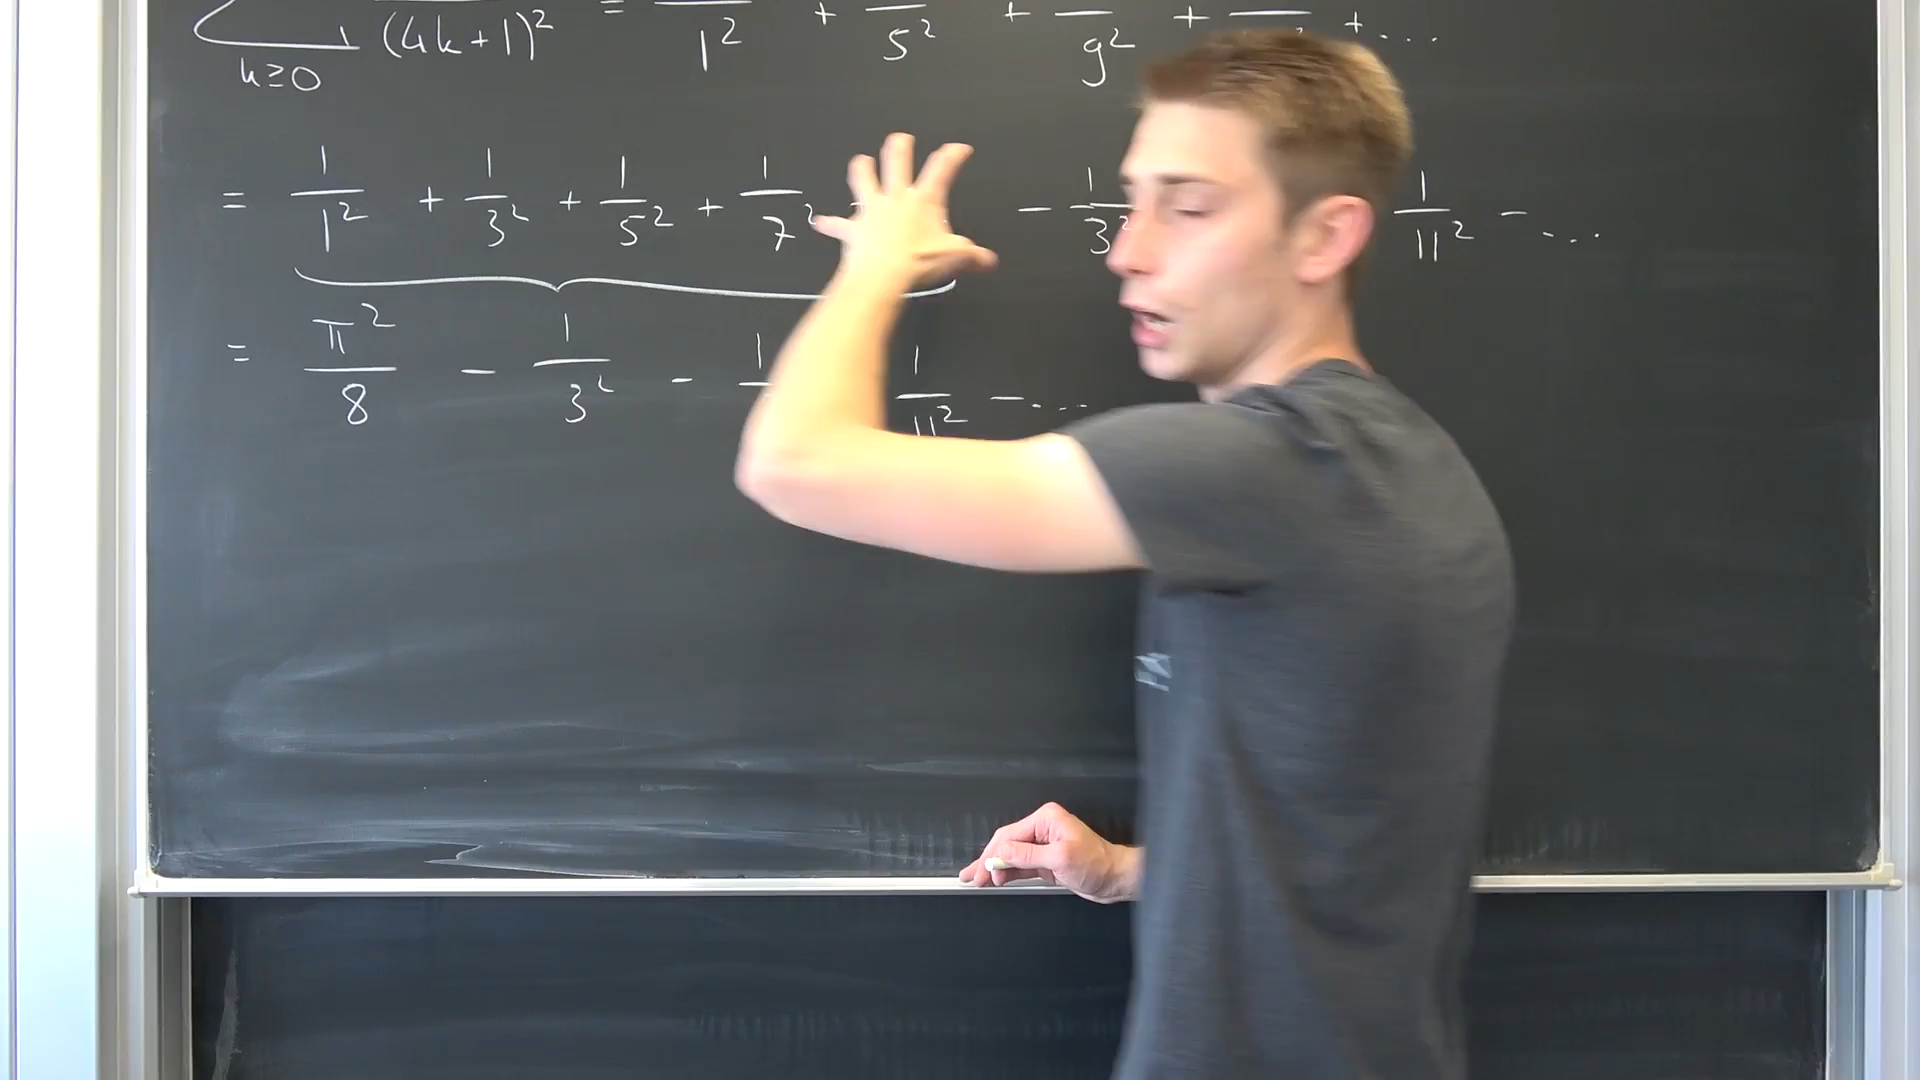 ∑ k≥0 1/(4k+1)² = 1/1² + 1/5² + 1/9² + + ...
= 1/1² + 1/3² + 1/5² + 1/7² - 1/3² 1/11² - ...
= π²/8 - 1/3² - 1/ 1/11² - ...